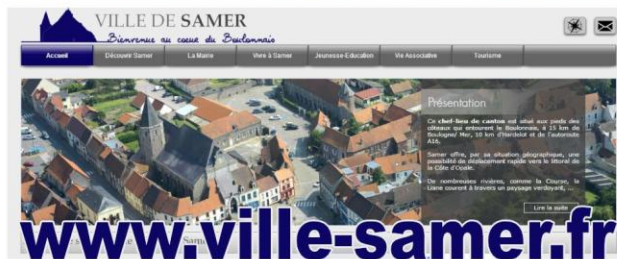 VILLE DE SAMER
Bienvenue au coeur du Boulonnais
Accueil
Découvrir Samer
La Mairie
Vivre à Samer
Jeunesse-Education
Vie Associative
Tourisme
Présentation
Ce chef-lieu de canton est situé aux pieds des
côteaux qui entourent le Boulonnais, à 15 km de
Boulogne/ Mer, 10 km d'Hardelot et de l'autoroute
A16.
Samer offre, par sa situation géographique, une
possibilité de déplacement rapide vers le littoral de
la Côte d'Opale.
De nombreuses rivières, comme la Course, la
Liane courent à travers un paysage verdoyant, ...
Lire la suite
www.ville-samer.fr